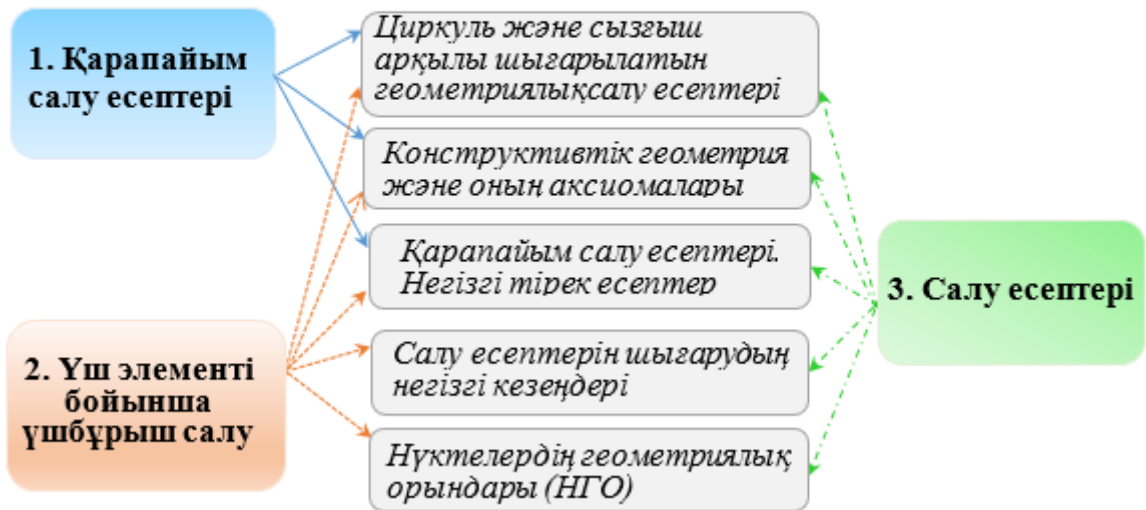 1. Қарапайым
салу есептері
2. Үш элементі
бойынша
үшбұрыш салу
Циркуль және сызғыш
арқылы шығарылатын
геометриялықсалу есептері
Конструктивтік геометрия
және оның аксиомалары
Қарапайым салу есептері.
Негізгі тірек есептер
Салу есептерін шығарудың
негізгі кезеңдері
Нүктелердің геометриялық
орындары (НГО)
3. Салу есептері